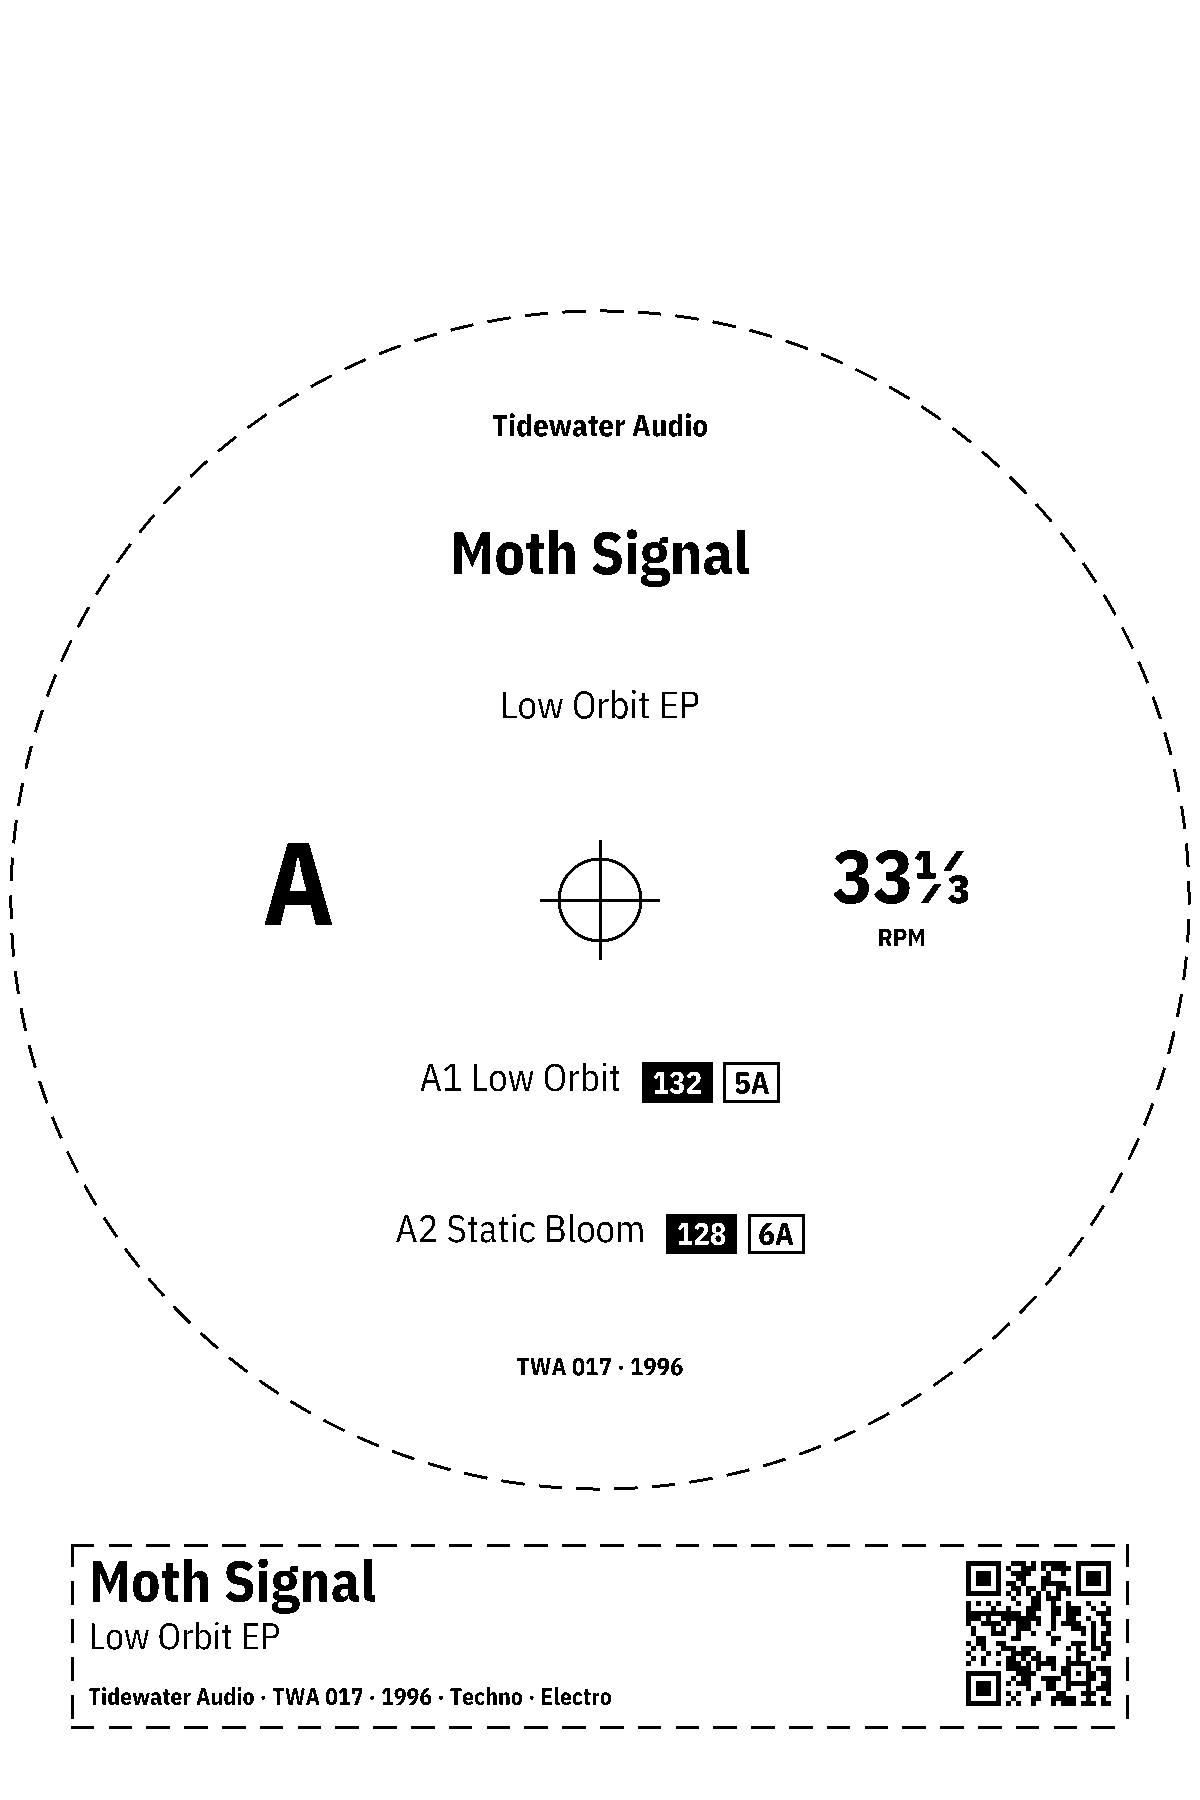 Tidewater Audio
Moth Signal
Low Orbit EP
A
33⅓
RPM
A1 Low Orbit 132 5A
A2 Static Bloom 128 6A
TWA 017 · 1996
Moth Signal
Low Orbit EP
Tidewater Audio · TWA 017 · 1996 · Techno · Electro